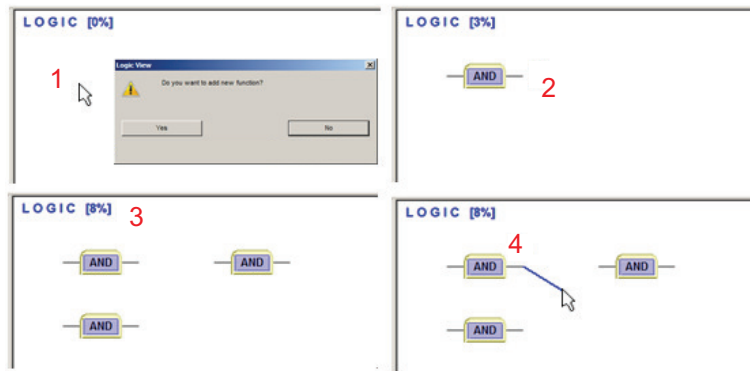 LOGIC [0%]
1
Logic View
Do you want to add new function?
Yes
No
LOGIC [3%]
AND
2
LOGIC [8%]
3
AND
AND
AND
LOGIC [8%]
4
AND
AND
AND